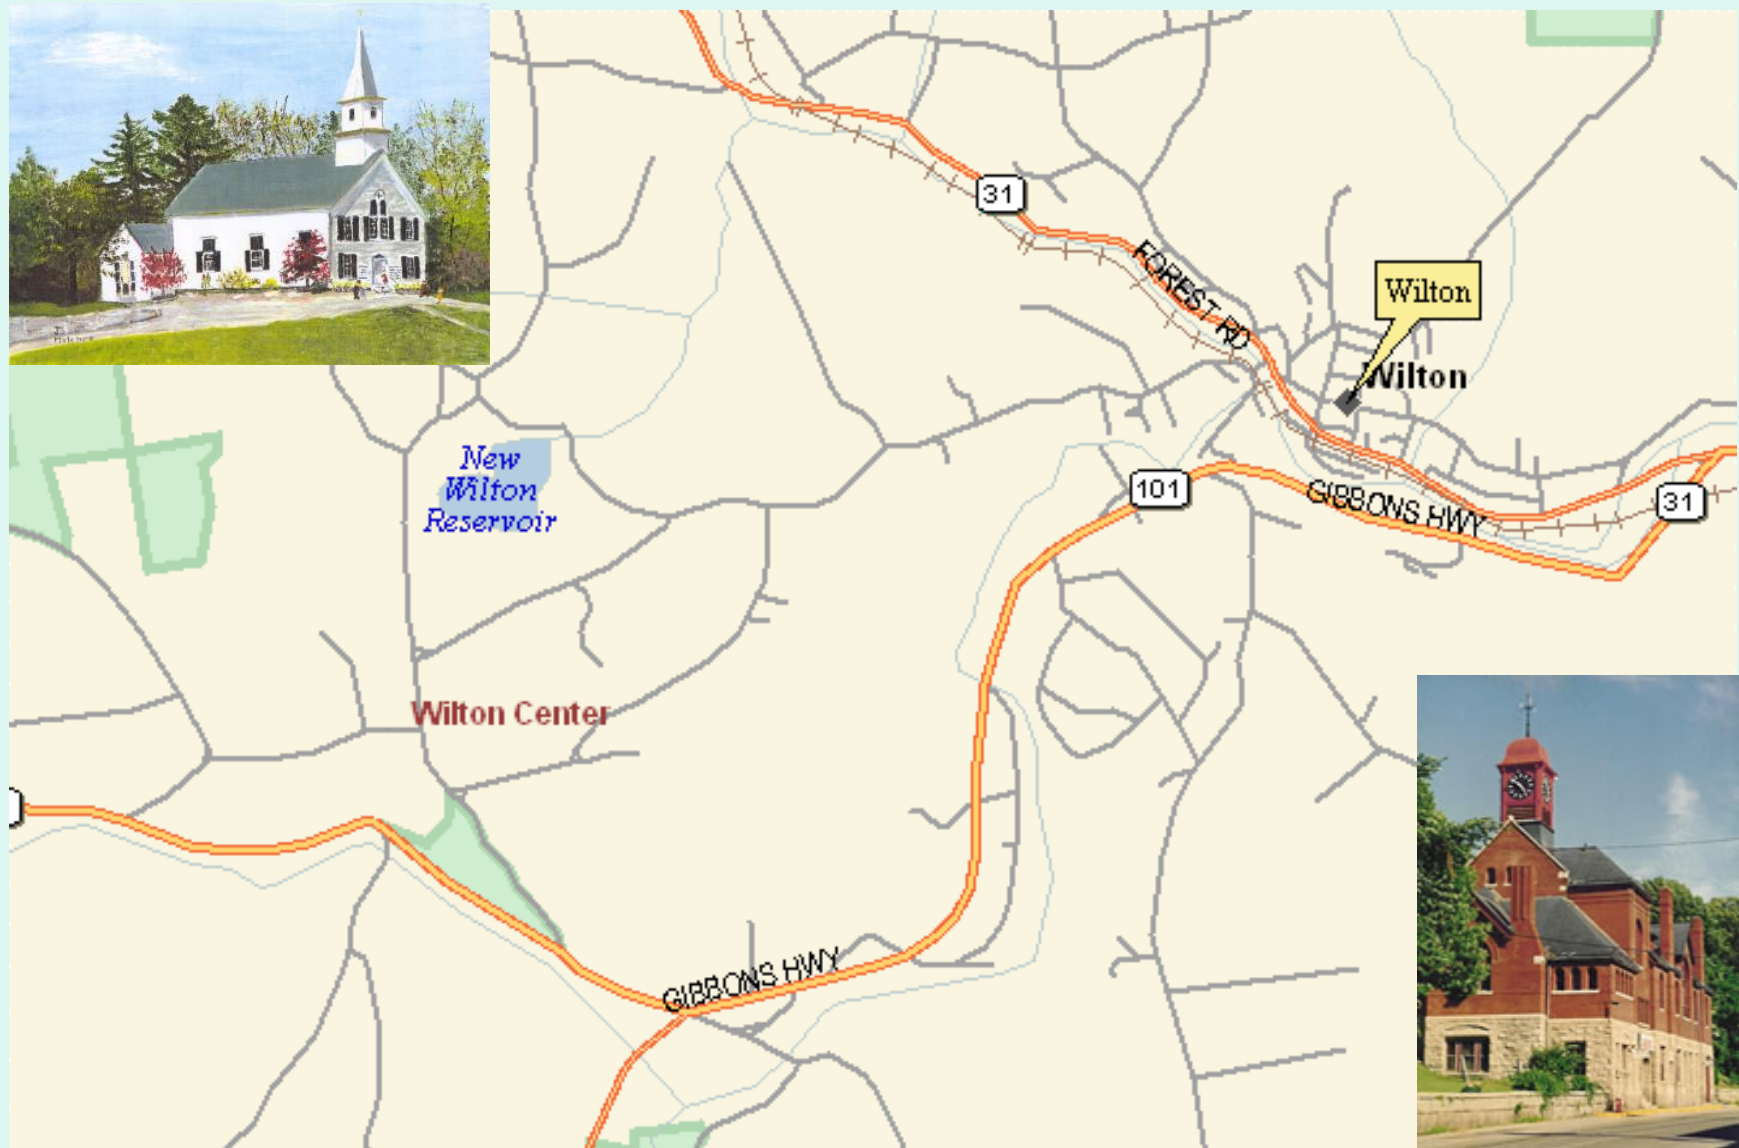 31
FOREST RD
Wilton
Wilton
New
Wilton
Reservoir
101
GIBBONS HWY
31
Wilton Center
GIBBONS HWY